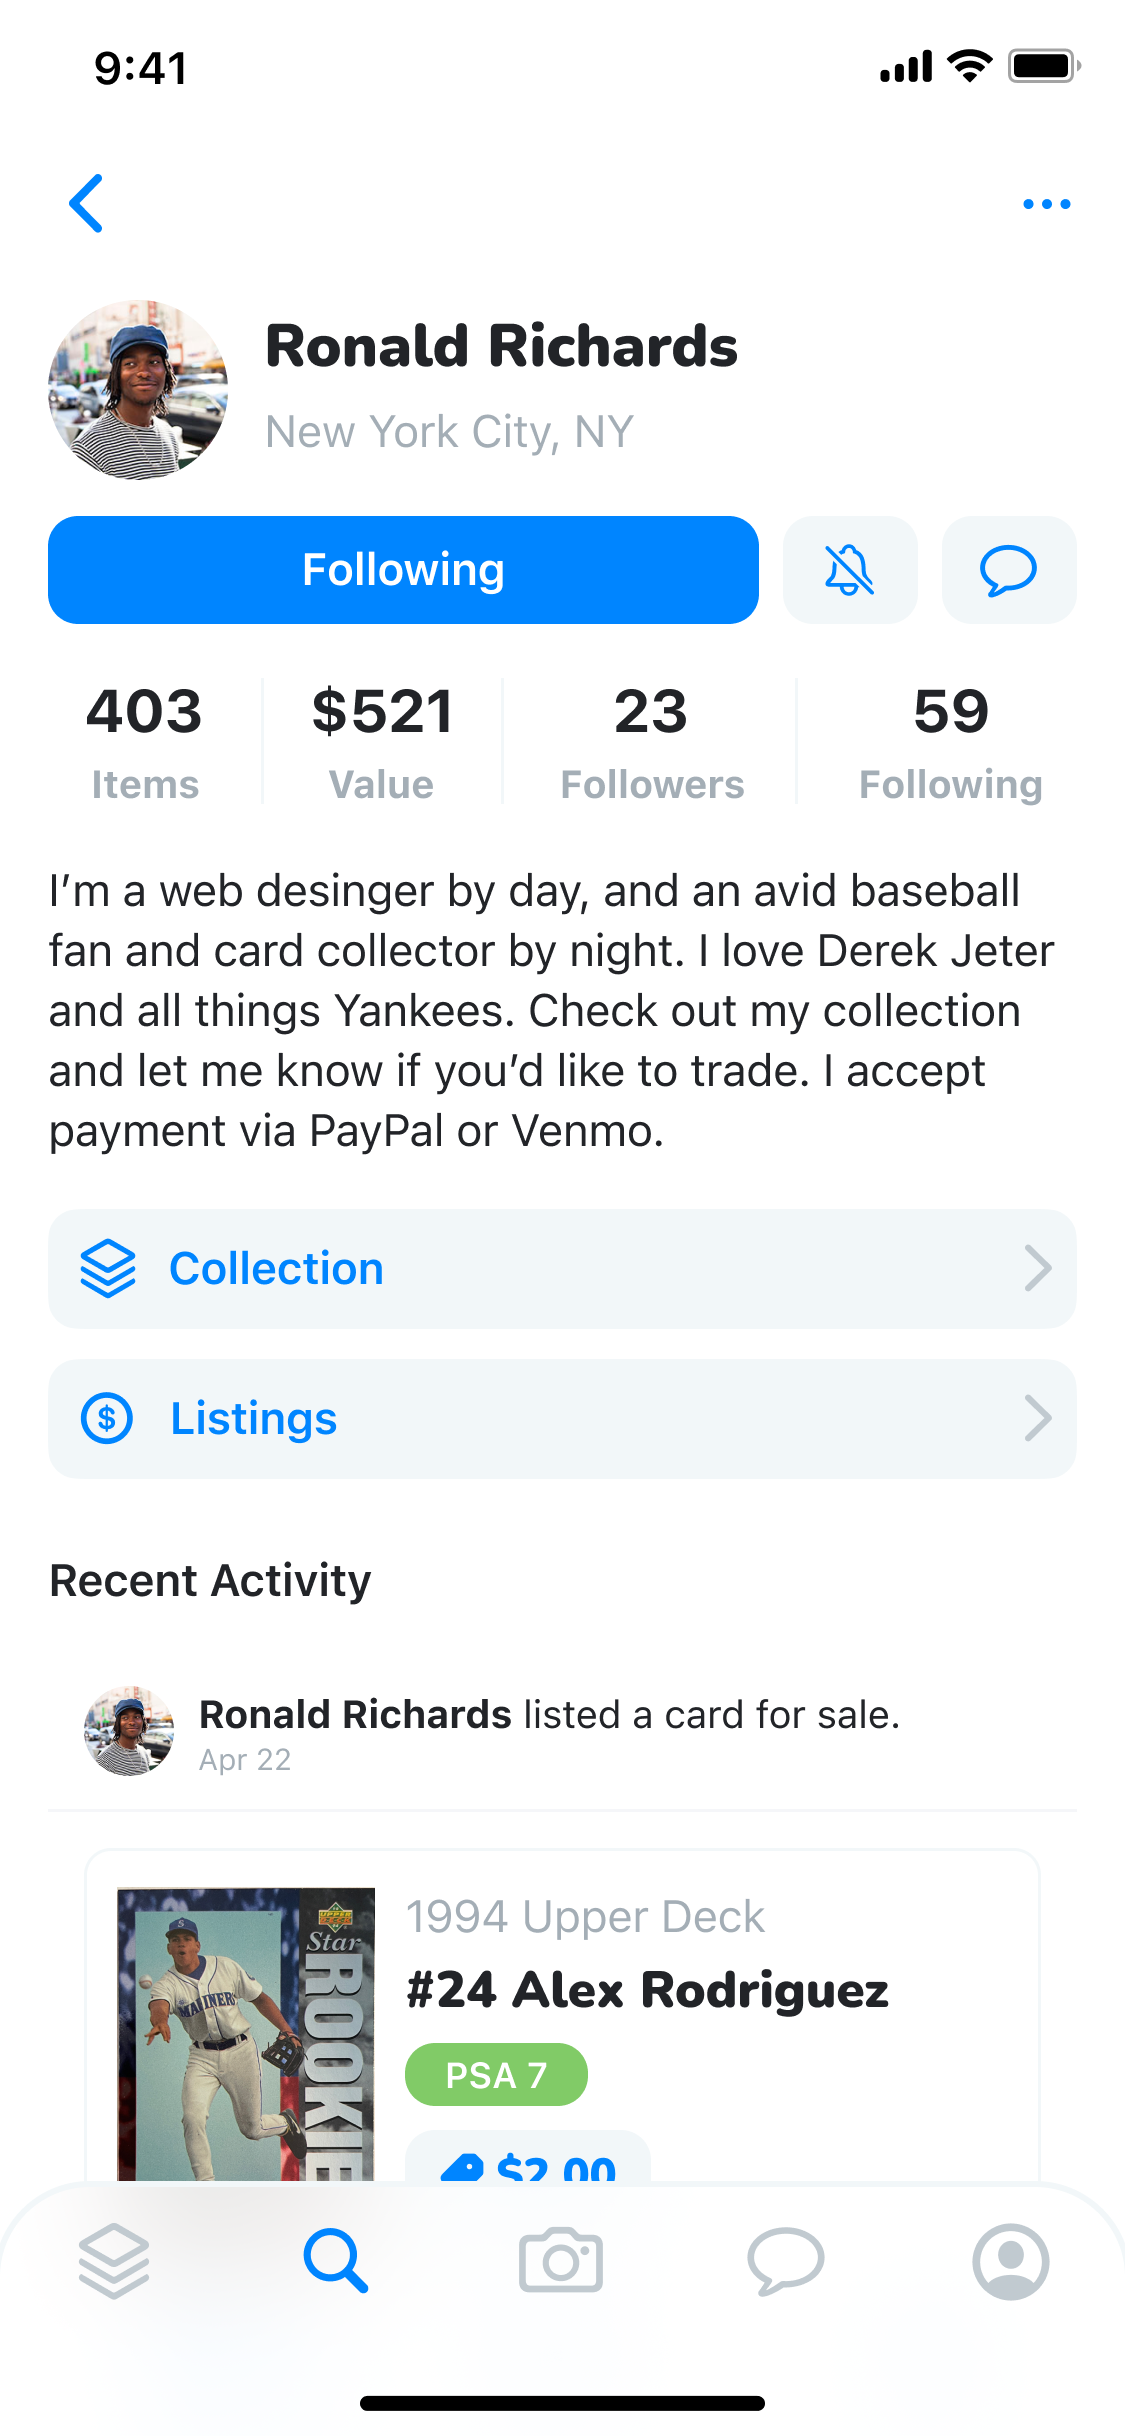 9:41
Ronald Richards
New York City, NY
Following
403
Items
$521
Value
23
Followers
59
Following
I’m a web desinger by day, and an avid baseball
fan and card collector by night. I love Derek Jeter
and all things Yankees. Check out my collection
and let me know if you’d like to trade. I accept
payment via PayPal or Venmo.
Collection
$
Listings
Recent Activity
Ronald Richards listed a card for sale.
Apr 22
UPPER
DECK
Star
ROOKIE
S
MARINERS
1994 Upper Deck
#24 Alex Rodriguez
PSA 7
$2.00